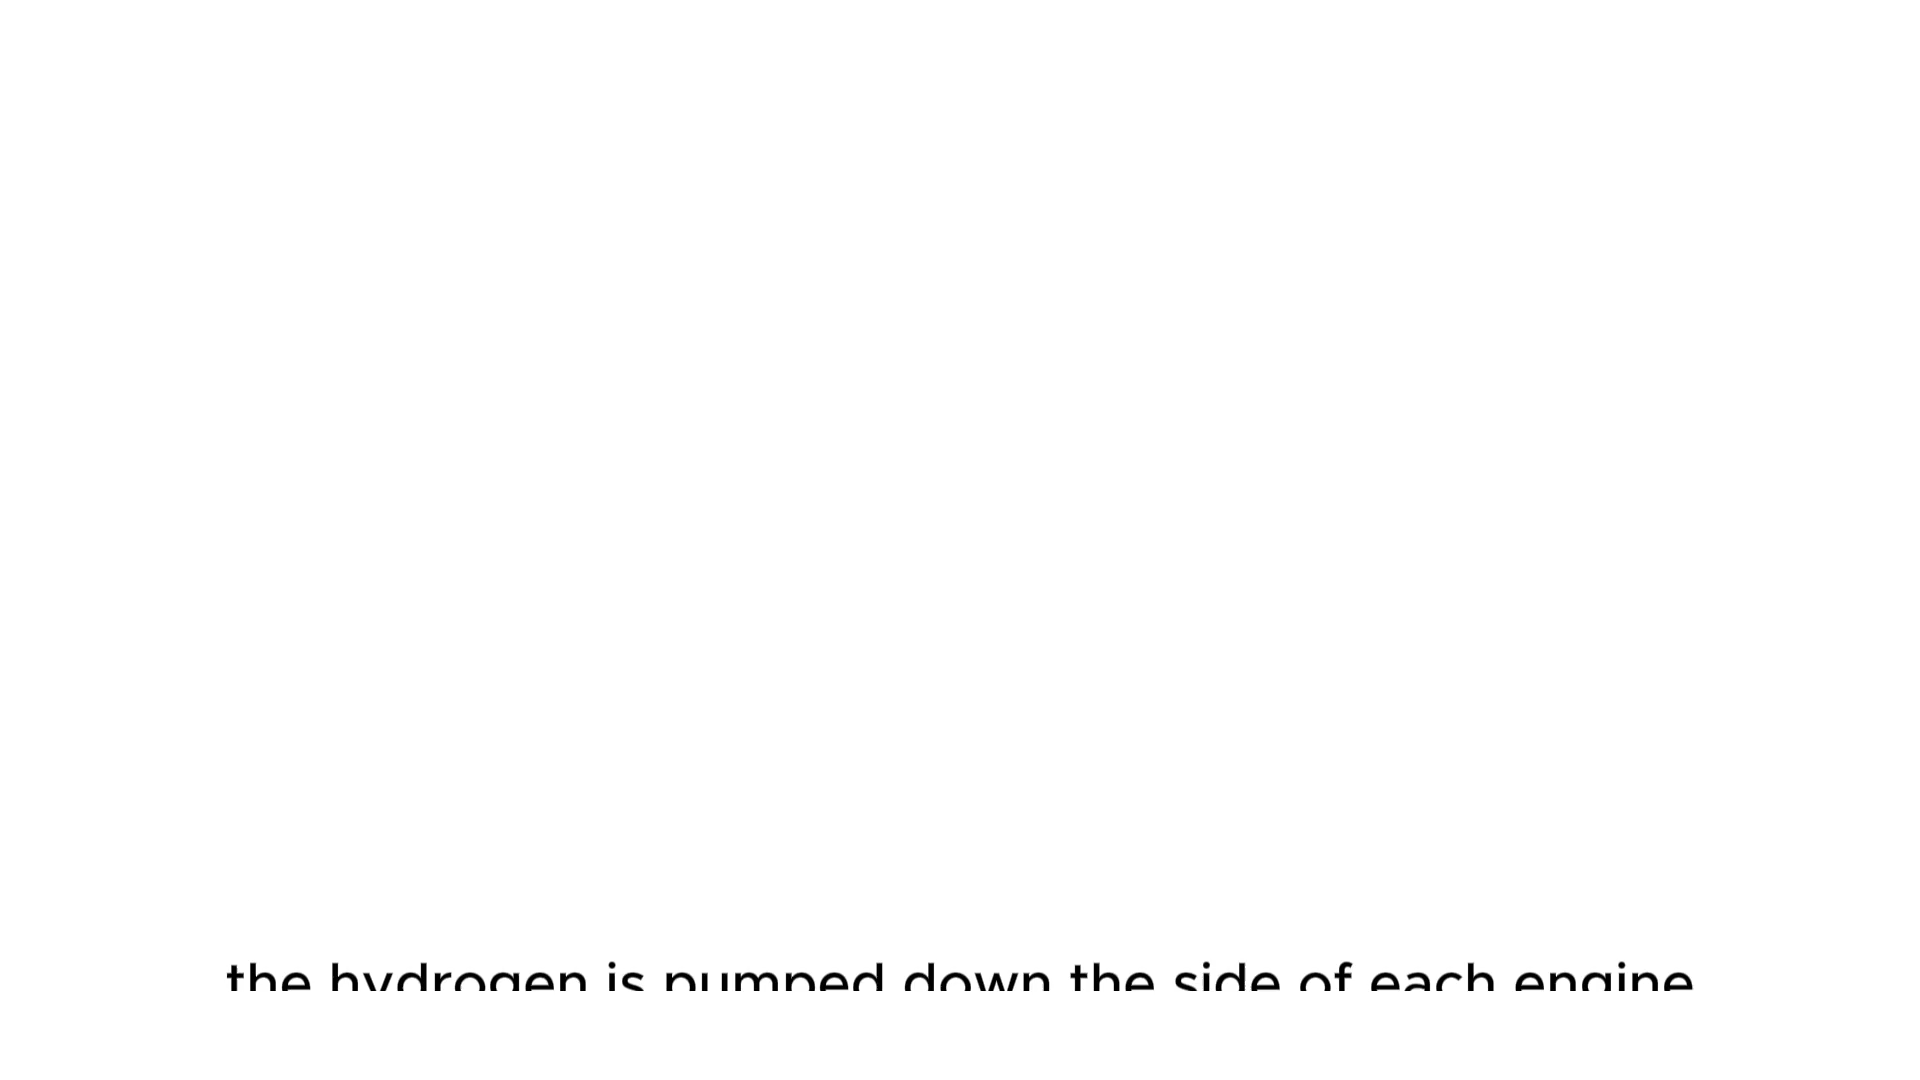 the hydrogen is pumped down the side of each engine